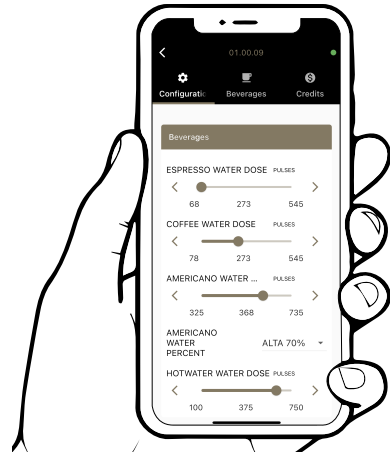 01.00.09
Configuratio
Beverages
Credits
Beverages
ESPRESSO WATER DOSE PULSES
68 273 545
COFFEE WATER DOSE PULSES
78 273 545
AMERICANO WATER ... PULSES
325 368 735
AMERICANO
WATER ALTA 70%
PERCENT
HOTWATER WATER DOSE PULSES
100 375 750